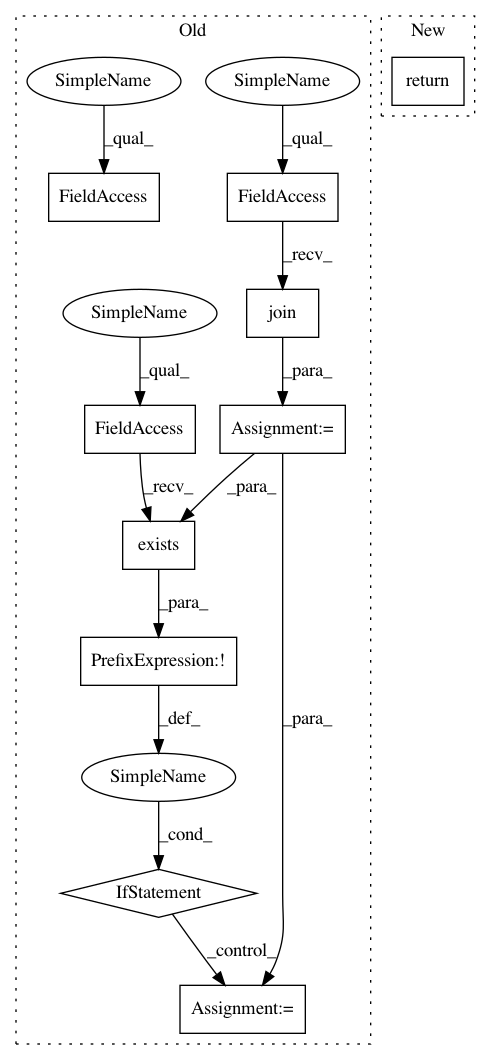 Old
New
SimpleName
SimpleName
return
_qual_
_qual_
FieldAccess
FieldAccess
_recv_
SimpleName
join
_qual_
_para_
FieldAccess
Assignment:=
_recv_
_para_
exists
_para_
PrefixExpression:!
_def_
_para_
SimpleName
_cond_
IfStatement
_control_
Assignment:=